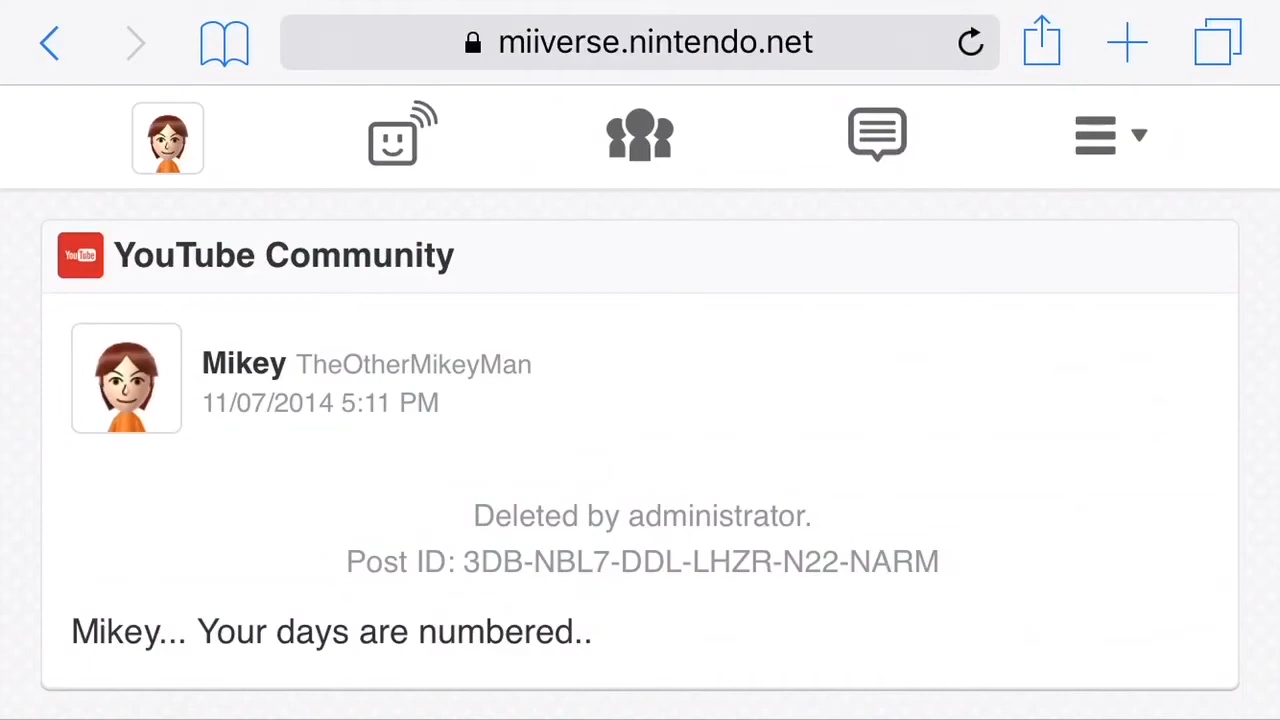 miiverse.nintendo.net
YouTube
YouTube Community
Mikey TheOtherMikeyMan
11/07/2014 5:11 PM
Deleted by administrator.
Post ID: 3DB-NBL7-DDL-LHZR-N22-NARM
Mikey... Your days are numbered..